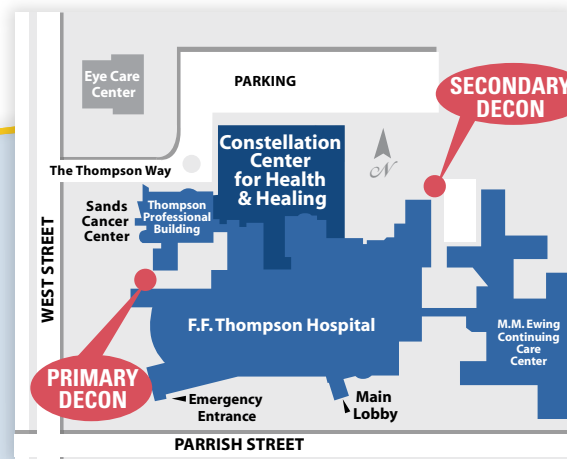 Eye Care
Center
PARKING
SECONDARY
DECON
Constellation
Center
for Health
& Healing
N
The Thompson Way
Sands
Cancer
Center
Thompson
Professional
Building
WEST STREET
F.F. Thompson Hospital
M.M. Ewing
Continuing
Care
Center
PRIMARY
DECON
Emergency
Entrance
Main
Lobby
PARRISH STREET